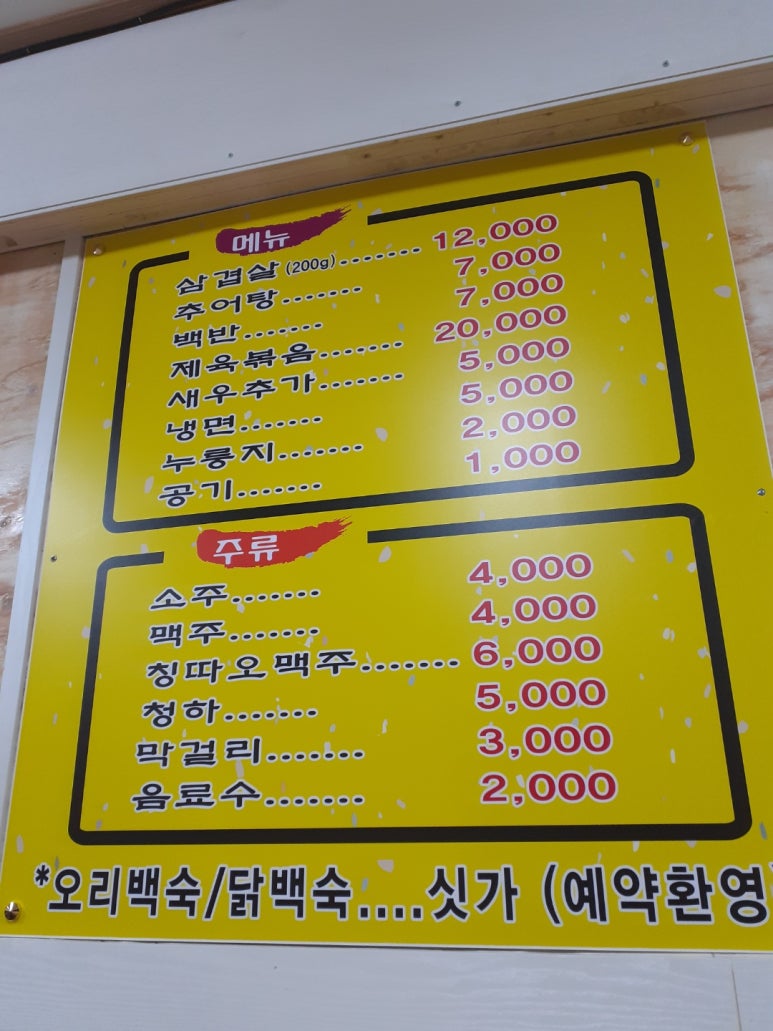 메뉴
삼겹살 (200g)........ 12,000
추어탕....... 7,000
백반....... 7,000
제육볶음....... 20,000
새우추가....... 5,000
냉면....... 5,000
누룽지....... 2,000
공기....... 1,000
주류
소주....... 4,000
맥주....... 4,000
칭따오맥주....... 6,000
청하....... 5,000
막걸리....... 3,000
음료수....... 2,000
*오리백숙/닭백숙....싯가 (예약환영)